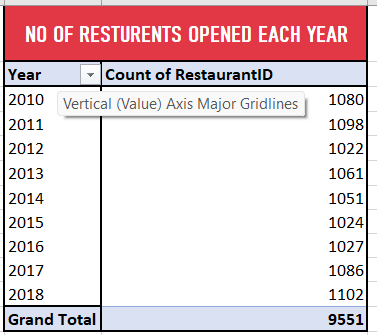 NO OF RESTURENTS OPENED EACH YEAR
Year Count of RestaurantID
2010 1080
Vertical (Value) Axis Major Gridlines
2011 1098
2012 1022
2013 1061
2014 1051
2015 1024
2016 1027
2017 1086
2018 1102
Grand Total 9551